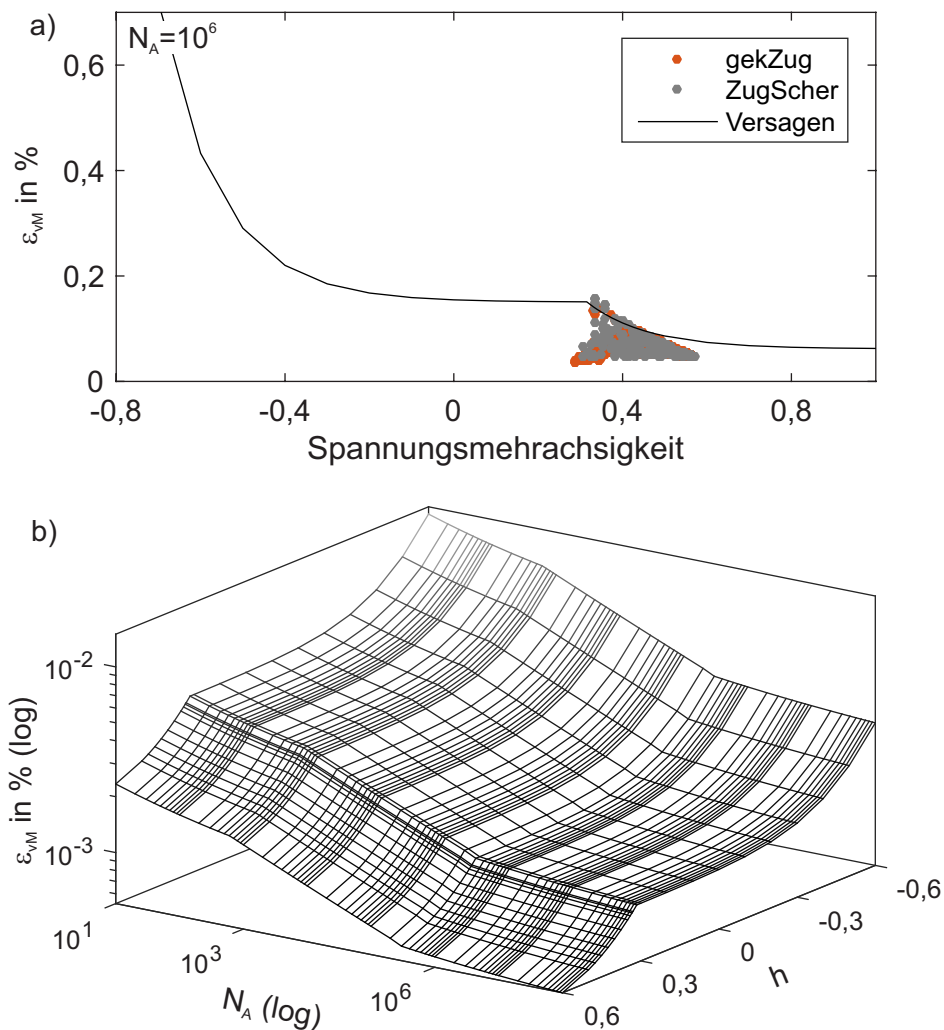 a)
N_A=10^6
gekZug
ZugScher
Versagen
0,6
0,4
0,2
0
ε_vM in %
-0,8
-0,4
0
0,4
0,8
Spannungsmehrachsigkeit
b)
10^-2
10^-3
ε_vM in % (log)
10^1
10^3
10^6
N_A (log)
0,6
0,3
0
-0,3
-0,6
h